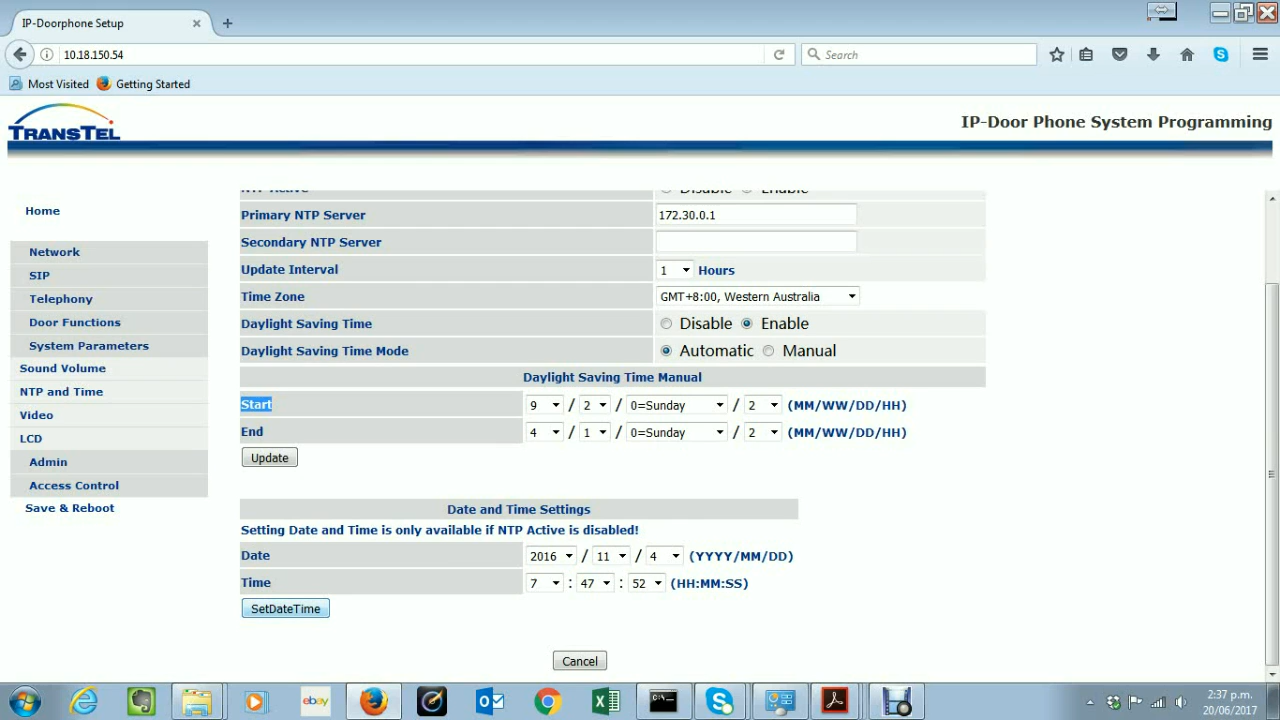 IP-Doorphone Setup
10.18.150.54
Search
Most Visited
Getting Started
TRANSTEL
IP-Door Phone System Programming
Home
Network
SIP
Telephony
Door Functions
System Parameters
Sound Volume
NTP and Time
Video
LCD
Admin
Access Control
Save & Reboot
NTP Active Disable Enable
Primary NTP Server 172.30.0.1
Secondary NTP Server
Update Interval 1 Hours
Time Zone GMT+8:00, Western Australia
Daylight Saving Time Disable Enable
Daylight Saving Time Mode Automatic Manual
Daylight Saving Time Manual
Start 9 / 2 / 0=Sunday / 2 (MM/WW/DD/HH)
End 4 / 1 / 0=Sunday / 2 (MM/WW/DD/HH)
Update
Date and Time Settings
Setting Date and Time is only available if NTP Active is disabled!
Date 2016 / 11 / 4 (YYYY/MM/DD)
Time 7 : 47 : 52 (HH:MM:SS)
SetDateTime
Cancel
ebay
2:37 p.m.
20/06/2017